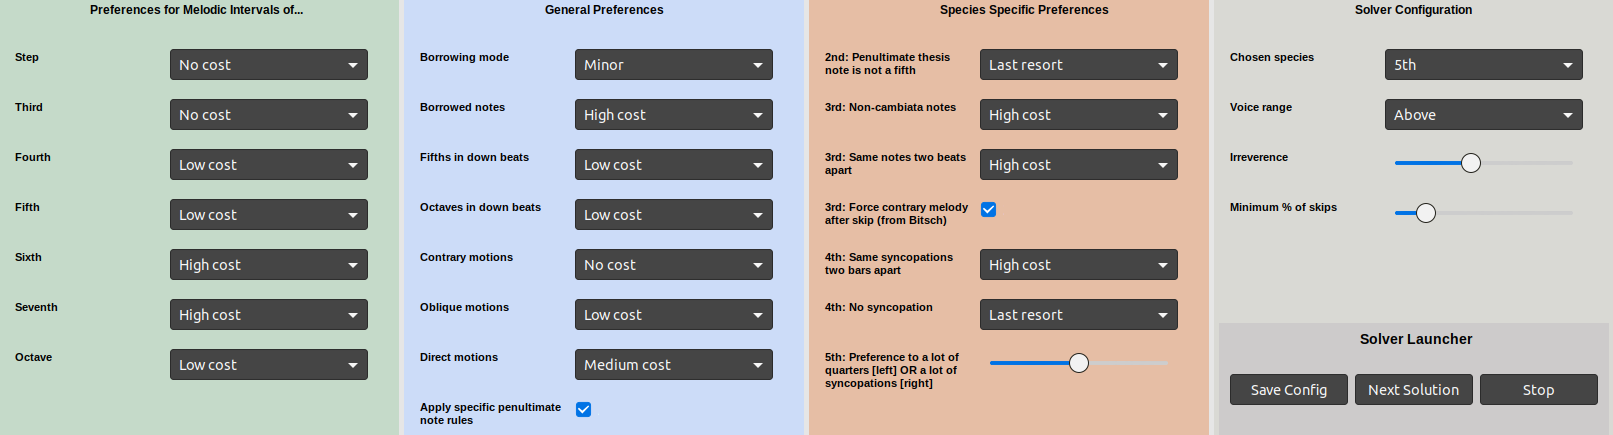 Preferences for Melodic Intervals of...
Step
No cost
Third
No cost
Fourth
Low cost
Fifth
Low cost
Sixth
High cost
Seventh
High cost
Octave
Low cost
General Preferences
Borrowing mode
Minor
Borrowed notes
High cost
Fifths in down beats
Low cost
Octaves in down beats
Low cost
Contrary motions
No cost
Oblique motions
Low cost
Direct motions
Medium cost
Apply specific penultimate
note rules
Species Specific Preferences
2nd: Penultimate thesis
note is not a fifth
Last resort
3rd: Non-cambiata notes
High cost
3rd: Same notes two beats
apart
High cost
3rd: Force contrary melody
after skip (from Bitsch)
4th: Same syncopations
two bars apart
High cost
4th: No syncopation
Last resort
5th: Preference to a lot of
quarters [left] OR a lot of
syncopations [right]
Solver Configuration
Chosen species
5th
Voice range
Above
Irreverence
Minimum % of skips
Solver Launcher
Save Config
Next Solution
Stop